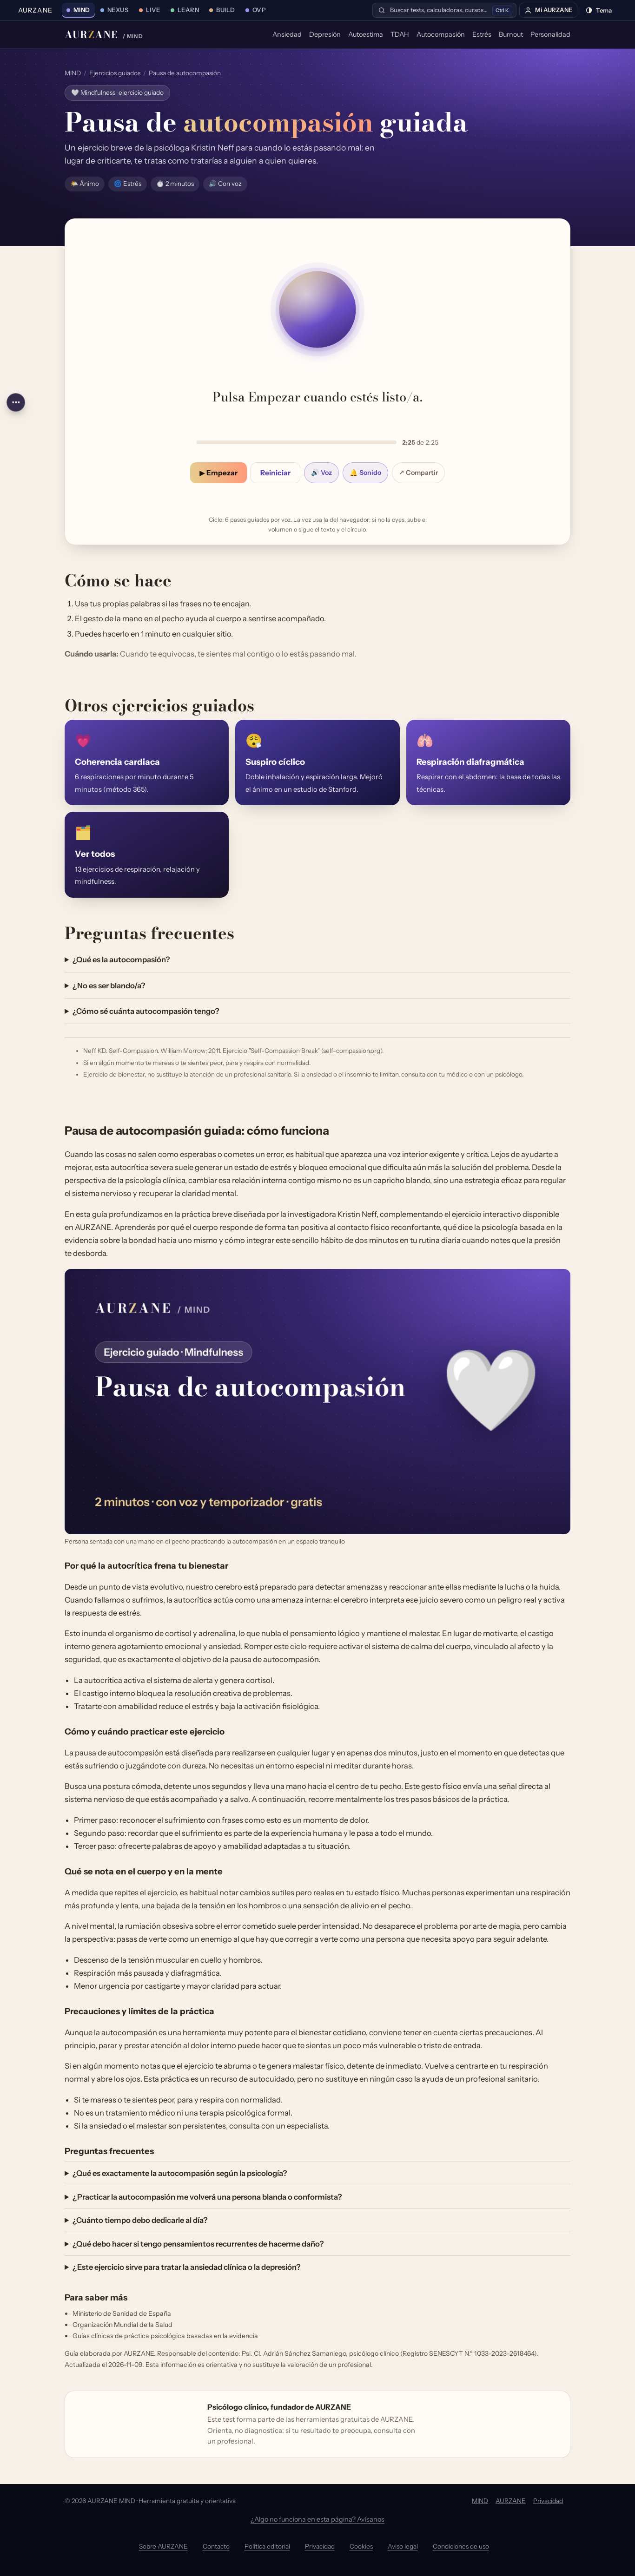 AURZANE MIND NEXUS LIVE LEARN BUILD OVP Buscar tests, calculadoras, cursos... Ctrl K Mi AURZANE Tema
AURZANE / MIND Ansiedad Depresión Autoestima TDAH Autocompasión Estrés Burnout Personalidad
MIND / Ejercicios guiados / Pausa de autocompasión
🤍 Mindfulness · ejercicio guiado
Pausa de autocompasión guiada
Un ejercicio breve de la psicóloga Kristin Neff para cuando lo estás pasando mal: en
lugar de criticarte, te tratas como tratarías a alguien a quien quieres.
🌤️ Ánimo 🌀 Estrés ⏱️ 2 minutos 🔊 Con voz
Pulsa Empezar cuando estés listo/a.
2:25 de 2:25
▶ Empezar Reiniciar 🔊 Voz 🔔 Sonido ↗ Compartir
Ciclo: 6 pasos guiados por voz. La voz usa la del navegador; si no la oyes, sube el
volumen o sigue el texto y el círculo.
Cómo se hace
1. Usa tus propias palabras si las frases no te encajan.
2. El gesto de la mano en el pecho ayuda al cuerpo a sentirse acompañado.
3. Puedes hacerlo en 1 minuto en cualquier sitio.
Cuándo usarla: Cuando te equivocas, te sientes mal contigo o lo estás pasando mal.
Otros ejercicios guiados
Coherencia cardiaca
6 respiraciones por minuto durante 5
minutos (método 365).
Suspiro cíclico
Doble inhalación y espiración larga. Mejoró
el ánimo en un estudio de Stanford.
Respiración diafragmática
Respirar con el abdomen: la base de todas las
técnicas.
Ver todos
13 ejercicios de respiración, relajación y
mindfulness.
Preguntas frecuentes
▶ ¿Qué es la autocompasión?
▶ ¿No es ser blando/a?
▶ ¿Cómo sé cuánta autocompasión tengo?
• Neff KD. Self-Compassion. William Morrow; 2011. Ejercicio "Self-Compassion Break" (self-compassion.org).
• Si en algún momento te mareas o te sientes peor, para y respira con normalidad.
• Ejercicio de bienestar, no sustituye la atención de un profesional sanitario. Si la ansiedad o el insomnio te limitan, consulta con tu médico o con un psicólogo.
Pausa de autocompasión guiada: cómo funciona
Cuando las cosas no salen como esperabas o cometes un error, es habitual que aparezca una voz interior exigente y crítica. Lejos de ayudarte a
mejorar, esta autocrítica severa suele generar un estado de estrés y bloqueo emocional que dificulta aún más la solución del problema. Desde la
perspectiva de la psicología clínica, cambiar esa relación interna contigo mismo no es un capricho blando, sino una estrategia eficaz para regular
el sistema nervioso y recuperar la claridad mental.
En esta guía profundizamos en la práctica breve diseñada por la investigadora Kristin Neff, complementando el ejercicio interactivo disponible
en AURZANE. Aprenderás por qué el cuerpo responde de forma tan positiva al contacto físico reconfortante, qué dice la psicología basada en la
evidencia sobre la bondad hacia uno mismo y cómo integrar este sencillo hábito de dos minutos en tu rutina diaria cuando notes que la presión
te desborda.
AURZANE / MIND
Ejercicio guiado · Mindfulness
Pausa de autocompasión
2 minutos · con voz y temporizador · gratis
Persona sentada con una mano en el pecho practicando la autocompasión en un espacio tranquilo
Por qué la autocrítica frena tu bienestar
Desde un punto de vista evolutivo, nuestro cerebro está preparado para detectar amenazas y reaccionar ante ellas mediante la lucha o la huida.
Cuando fallamos o sufrimos, la autocrítica actúa como una amenaza interna: el cerebro interpreta ese juicio severo como un peligro real y activa
la respuesta de estrés.
Esto inunda el organismo de cortisol y adrenalina, lo que nubla el pensamiento lógico y mantiene el malestar. En lugar de motivarte, el castigo
interno genera agotamiento emocional y ansiedad. Romper este ciclo requiere activar el sistema de calma del cuerpo, vinculado al afecto y la
seguridad, que es exactamente el objetivo de la pausa de autocompasión.
• La autocrítica activa el sistema de alerta y genera cortisol.
• El castigo interno bloquea la resolución creativa de problemas.
• Tratarte con amabilidad reduce el estrés y baja la activación fisiológica.
Cómo y cuándo practicar este ejercicio
La pausa de autocompasión está diseñada para realizarse en cualquier lugar y en apenas dos minutos, justo en el momento en que detectas que
estás sufriendo o juzgándote con dureza. No necesitas un entorno especial ni meditar durante horas.
Busca una postura cómoda, detente unos segundos y lleva una mano hacia el centro de tu pecho. Este gesto físico envía una señal directa al
sistema nervioso de que estás acompañado y a salvo. A continuación, recorre mentalmente los tres pasos básicos de la práctica.
• Primer paso: reconocer el sufrimiento con frases como esto es un momento de dolor.
• Segundo paso: recordar que el sufrimiento es parte de la experiencia humana y le pasa a todo el mundo.
• Tercer paso: ofrecerte palabras de apoyo y amabilidad adaptadas a tu situación.
Qué se nota en el cuerpo y en la mente
A medida que repites el ejercicio, es habitual notar cambios sutiles pero reales en tu estado físico. Muchas personas experimentan una respiración
más profunda y lenta, una bajada de la tensión en los hombros o una sensación de alivio en el pecho.
A nivel mental, la rumiación obsesiva sobre el error cometido suele perder intensidad. No desaparece el problema por arte de magia, pero cambia
la perspectiva: pasas de verte como un enemigo al que hay que corregir a verte como una persona que necesita apoyo para seguir adelante.
• Descenso de la tensión muscular en cuello y hombros.
• Respiración más pausada y diafragmática.
• Menor urgencia por castigarte y mayor claridad para actuar.
Precauciones y límites de la práctica
Aunque la autocompasión es una herramienta muy potente para el bienestar cotidiano, conviene tener en cuenta ciertas precauciones. Al
principio, parar y prestar atención al dolor interno puede hacer que te sientas un poco más vulnerable o triste de entrada.
Si en algún momento notas que el ejercicio te abruma o te genera malestar físico, detente de inmediato. Vuelve a centrarte en tu respiración
normal y abre los ojos. Esta práctica es un recurso de autocuidado, pero no sustituye en ningún caso la ayuda de un profesional sanitario.
• Si te mareas o te sientes peor, para y respira con normalidad.
• No es un tratamiento médico ni una terapia psicológica formal.
• Si la ansiedad o el malestar son persistentes, consulta con un especialista.
Preguntas frecuentes
▶ ¿Qué es exactamente la autocompasión según la psicología?
▶ ¿Practicar la autocompasión me volverá una persona blanda o conformista?
▶ ¿Cuánto tiempo debo dedicarle al día?
▶ ¿Qué debo hacer si tengo pensamientos recurrentes de hacerme daño?
▶ ¿Este ejercicio sirve para tratar la ansiedad clínica o la depresión?
Para saber más
• Ministerio de Sanidad de España
• Organización Mundial de la Salud
• Guías clínicas de práctica psicológica basadas en la evidencia
Guía elaborada por AURZANE. Responsable del contenido: Psi. Cl. Adrián Sánchez Samaniego, psicólogo clínico (Registro SENESCYT N.º 1033-2023-2618464).
Actualizada el 2026-11-09. Esta información es orientativa y no sustituye la valoración de un profesional.
Psicólogo clínico, fundador de AURZANE
Este test forma parte de las herramientas gratuitas de AURZANE.
Orienta, no diagnostica: si tu resultado te preocupa, consulta con
un profesional.
© 2026 AURZANE MIND · Herramienta gratuita y orientativa MIND AURZANE Privacidad
¿Algo no funciona en esta página? Avísanos
Sobre AURZANE Contacto Política editorial Privacidad Cookies Aviso legal Condiciones de uso